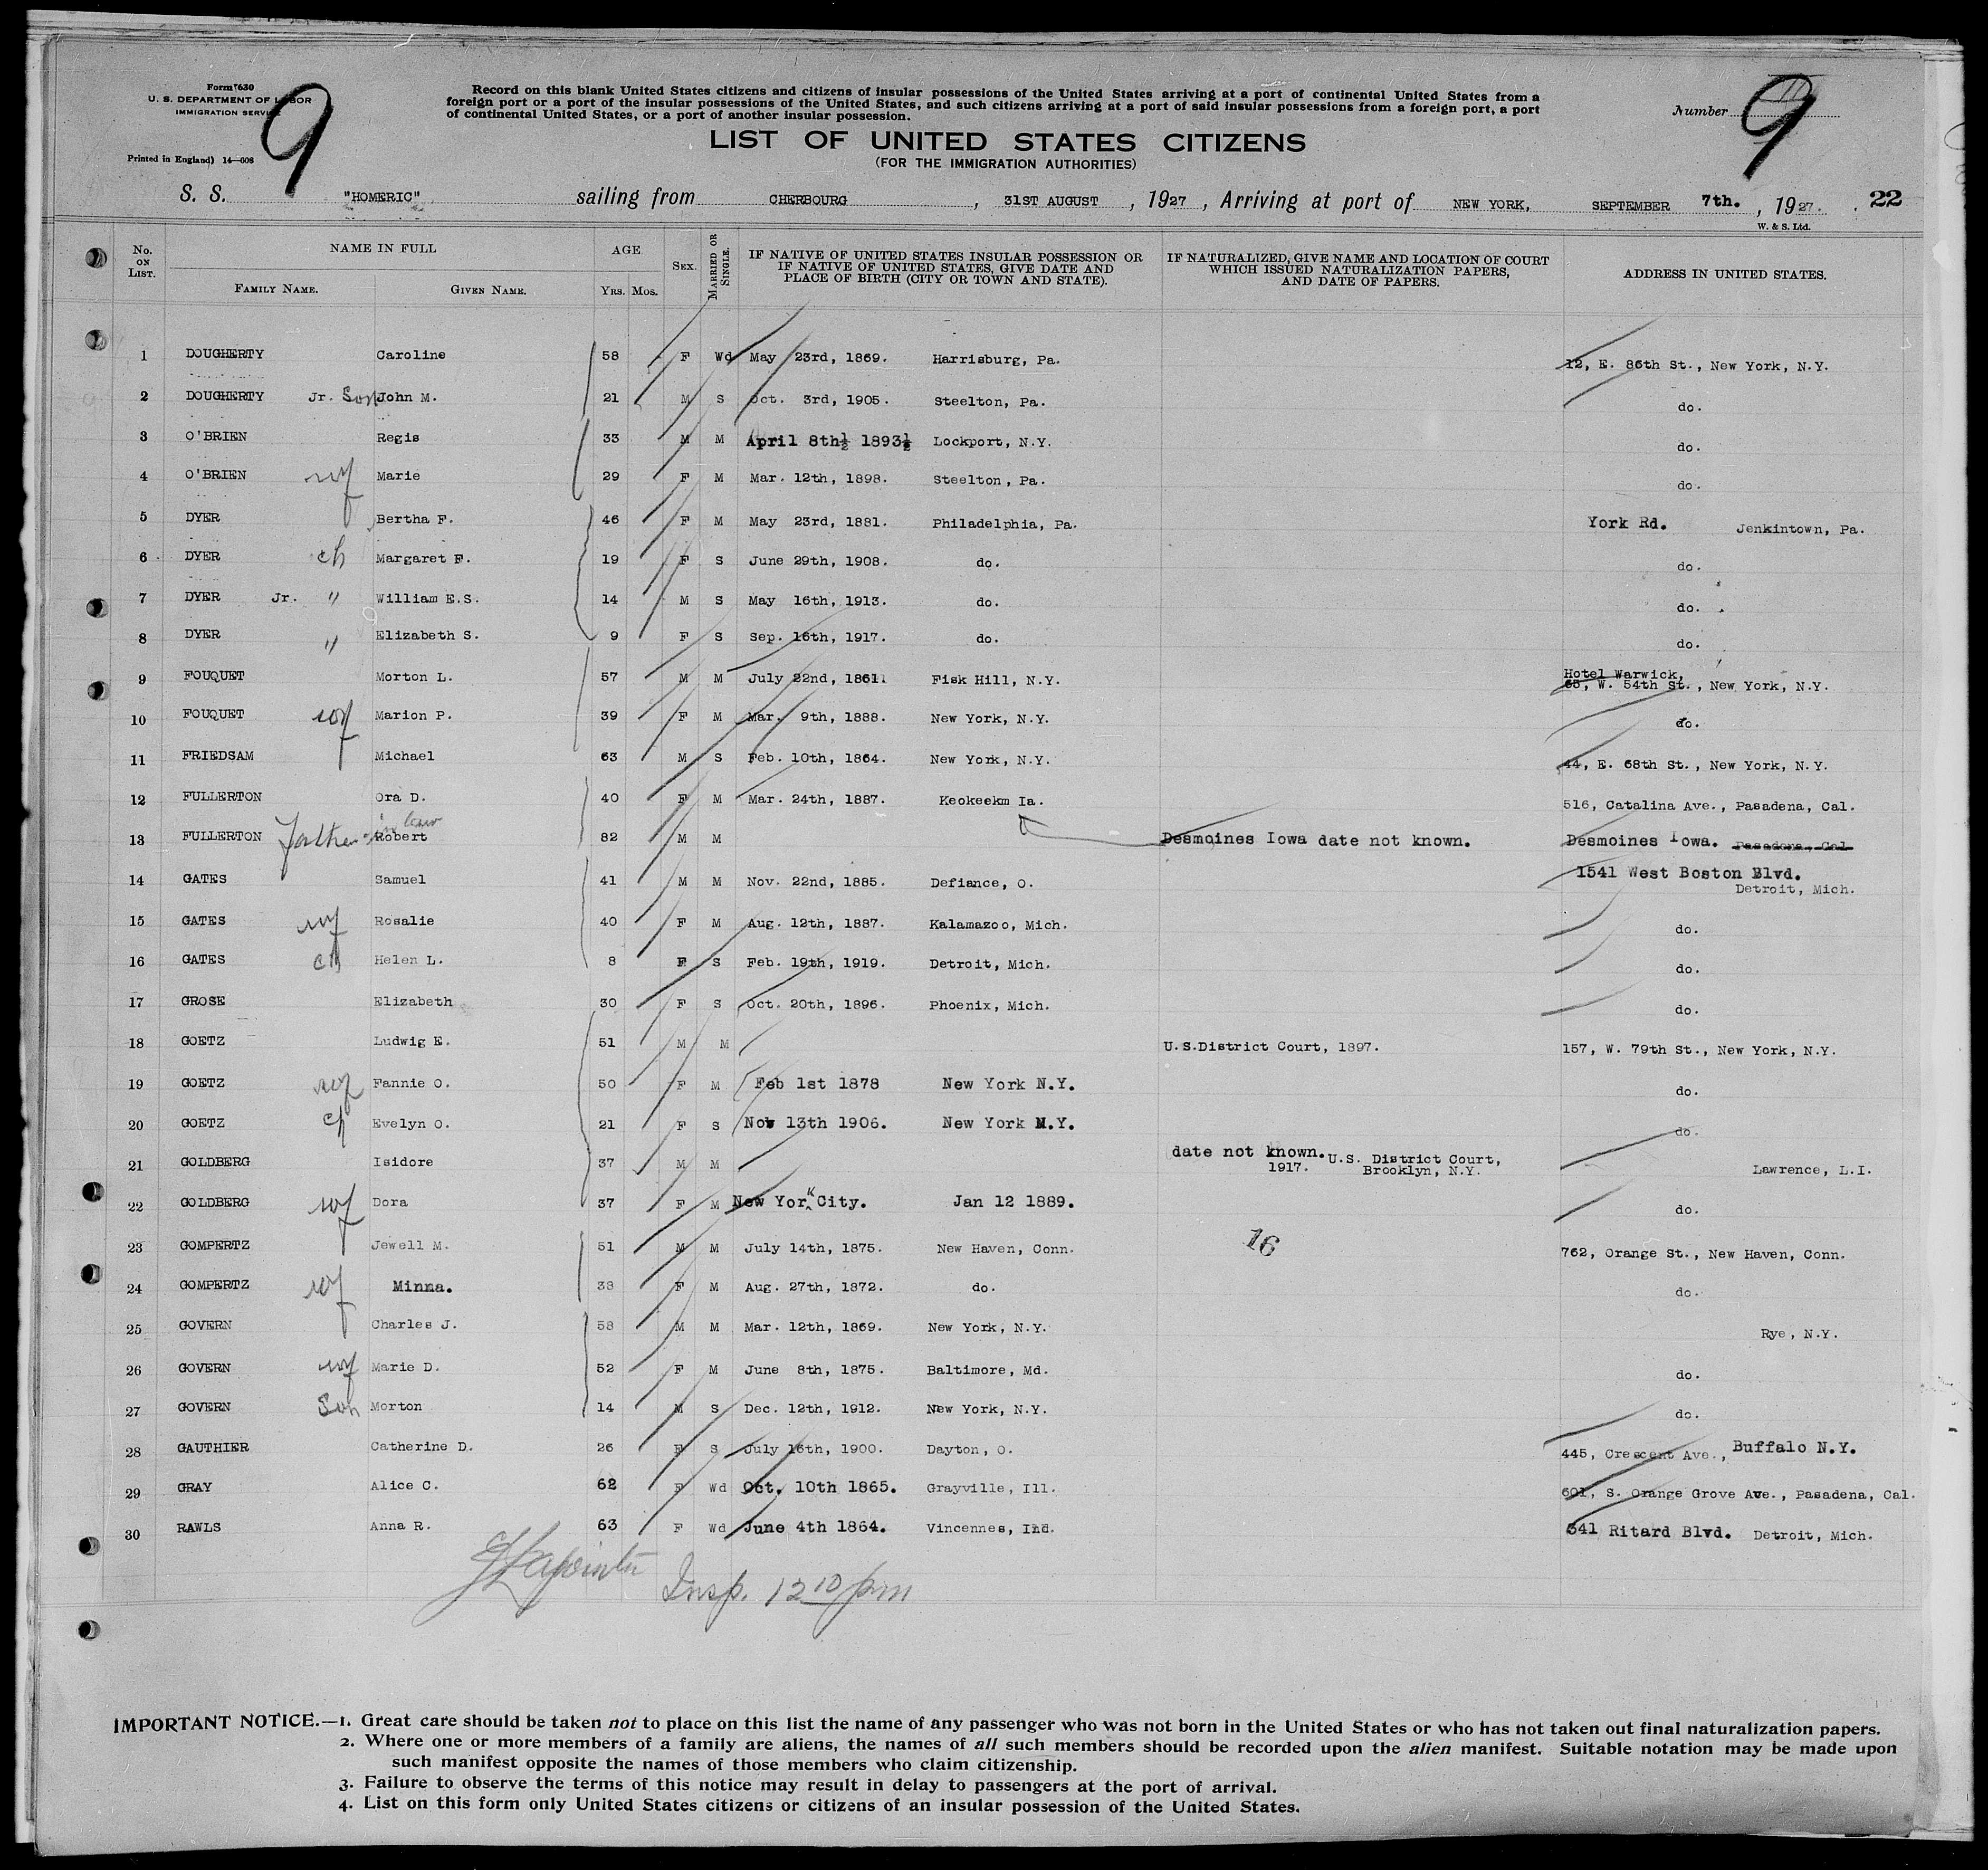 Form 630
U. S. DEPARTMENT OF LABOR
IMMIGRATION SERVICE
Printed in England) 14—608
9
Record on this blank United States citizens and citizens of insular possessions of the United States arriving at a port of continental United States from a
foreign port or a port of the insular possessions of the United States, and such citizens arriving at a port of said insular possessions from a foreign port, a port
of continental United States, or a port of another insular possession.
Number 9
LIST OF UNITED STATES CITIZENS
(FOR THE IMMIGRATION AUTHORITIES)
S. S. "HOMERIC" sailing from CHERBOURG, 31ST AUGUST, 1927, Arriving at port of NEW YORK, SEPTEMBER 7th., 1927. 22
W. & S. Ltd.
No. ON LIST. NAME IN FULL FAMILY NAME. GIVEN NAME. AGE YRS. MOS. SEX. MARRIED OR SINGLE. IF NATIVE OF UNITED STATES INSULAR POSSESSION OR IF NATIVE OF UNITED STATES, GIVE DATE AND PLACE OF BIRTH (CITY OR TOWN AND STATE). IF NATURALIZED, GIVE NAME AND LOCATION OF COURT WHICH ISSUED NATURALIZATION PAPERS, AND DATE OF PAPERS. ADDRESS IN UNITED STATES.
1 DOUGHERTY Caroline 58 F Wd May 23rd, 1869. Harrisburg, Pa. 12, E. 86th St., New York, N.Y.
2 DOUGHERTY Jr. Son John M. 21 M S Oct. 3rd, 1905. Steelton, Pa. do.
3 O'BRIEN Regis 33 M M April 8th½ 1893½ Lockport, N.Y. do.
4 O'BRIEN wf Marie 29 F M Mar. 12th, 1898. Steelton, Pa. do.
5 DYER Bertha F. 46 F M May 23rd, 1881. Philadelphia, Pa. York Rd. Jenkintown, Pa.
6 DYER ch Margaret F. 19 F S June 29th, 1908. do. do.
7 DYER Jr. " William E.S. 14 M S May 16th, 1913. do. do.
8 DYER " Elizabeth S. 9 F S Sep. 16th, 1917. do. do.
9 FOUQUET Morton L. 57 M M July 22nd, 1861. Fisk Hill, N.Y. Hotel Warwick, 65, W. 54th St., New York, N.Y.
10 FOUQUET wf Marion P. 39 F M Mar. 9th, 1888. New York, N.Y. do.
11 FRIEDSAM Michael 63 M S Feb. 10th, 1864. New York, N.Y. 44, E. 68th St., New York, N.Y.
12 FULLERTON Ora D. 40 F M Mar. 24th, 1887. Keokeekm Ia. 516, Catalina Ave., Pasadena, Cal.
13 FULLERTON Father-in law Robert 82 M M Desmoines Iowa date not known. Desmoines Iowa. Pasadena, Cal
14 GATES Samuel 41 M M Nov. 22nd, 1885. Defiance, O. 1541 West Boston Blvd. Detroit, Mich.
15 GATES wf Rosalie 40 F M Aug. 12th, 1887. Kalamazoo, Mich. do.
16 GATES ch Helen L. 8 F S Feb. 19th, 1919. Detroit, Mich. do.
17 GROSE Elizabeth 30 F S Oct. 20th, 1896. Phoenix, Mich. do.
18 GOETZ Ludwig E. 51 M M U.S.District Court, 1897. 157, W. 79th St., New York, N.Y.
19 GOETZ wf Fannie O. 50 F M Feb 1st 1878 New York N.Y. do.
20 GOETZ ch Evelyn O. 21 F S Nov 13th 1906. New York N.Y. do.
21 GOLDBERG Isidore 37 M M date not known. 1917. U.S. District Court, Brooklyn, N.Y. Lawrence, L.I.
22 GOLDBERG wf Dora 37 F M New York City. Jan 12 1889. do.
23 GOMPERTZ Jewell M. 51 M M July 14th, 1875. New Haven, Conn. 16 762, Orange St., New Haven, Conn.
24 GOMPERTZ wf Minna. 38 F M Aug. 27th, 1872. do. do.
25 GOVERN Charles J. 58 M M Mar. 12th, 1869. New York, N.Y. Rye, N.Y.
26 GOVERN wf Marie D. 52 F M June 8th, 1875. Baltimore, Md. do.
27 GOVERN Son Morton 14 M S Dec. 12th, 1912. New York, N.Y. do.
28 GAUTHIER Catherine D. 26 F S July 16th, 1900. Dayton, O. 445, Crescent Ave., Buffalo N.Y.
29 GRAY Alice C. 62 F Wd Oct. 10th 1865. Grayville, Ill. 601, S. Orange Grove Ave., Pasadena, Cal.
30 RAWLS Anna R. 63 F Wd June 4th 1864. Vincennes, Ind. 541 Ritard Blvd. Detroit, Mich.
Insp. 12 10 pm
IMPORTANT NOTICE.—1. Great care should be taken not to place on this list the name of any passenger who was not born in the United States or who has not taken out final naturalization papers.
2. Where one or more members of a family are aliens, the names of all such members should be recorded upon the alien manifest. Suitable notation may be made upon
such manifest opposite the names of those members who claim citizenship.
3. Failure to observe the terms of this notice may result in delay to passengers at the port of arrival.
4. List on this form only United States citizens or citizens of an insular possession of the United States.